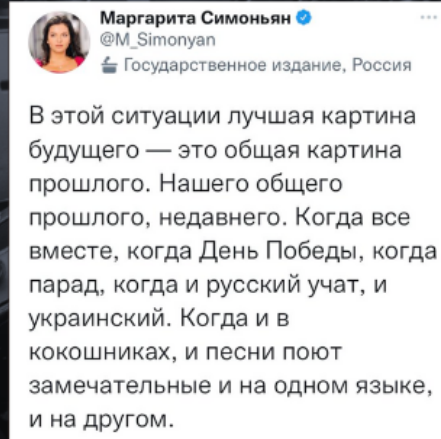 Маргарита Симоньян
@M_Simonyan
Государственное издание, Россия
В этой ситуации лучшая картина
будущего — это общая картина
прошлого. Нашего общего
прошлого, недавнего. Когда все
вместе, когда День Победы, когда
парад, когда и русский учат, и
украинский. Когда и в
кокошниках, и песни поют
замечательные и на одном языке,
и на другом.